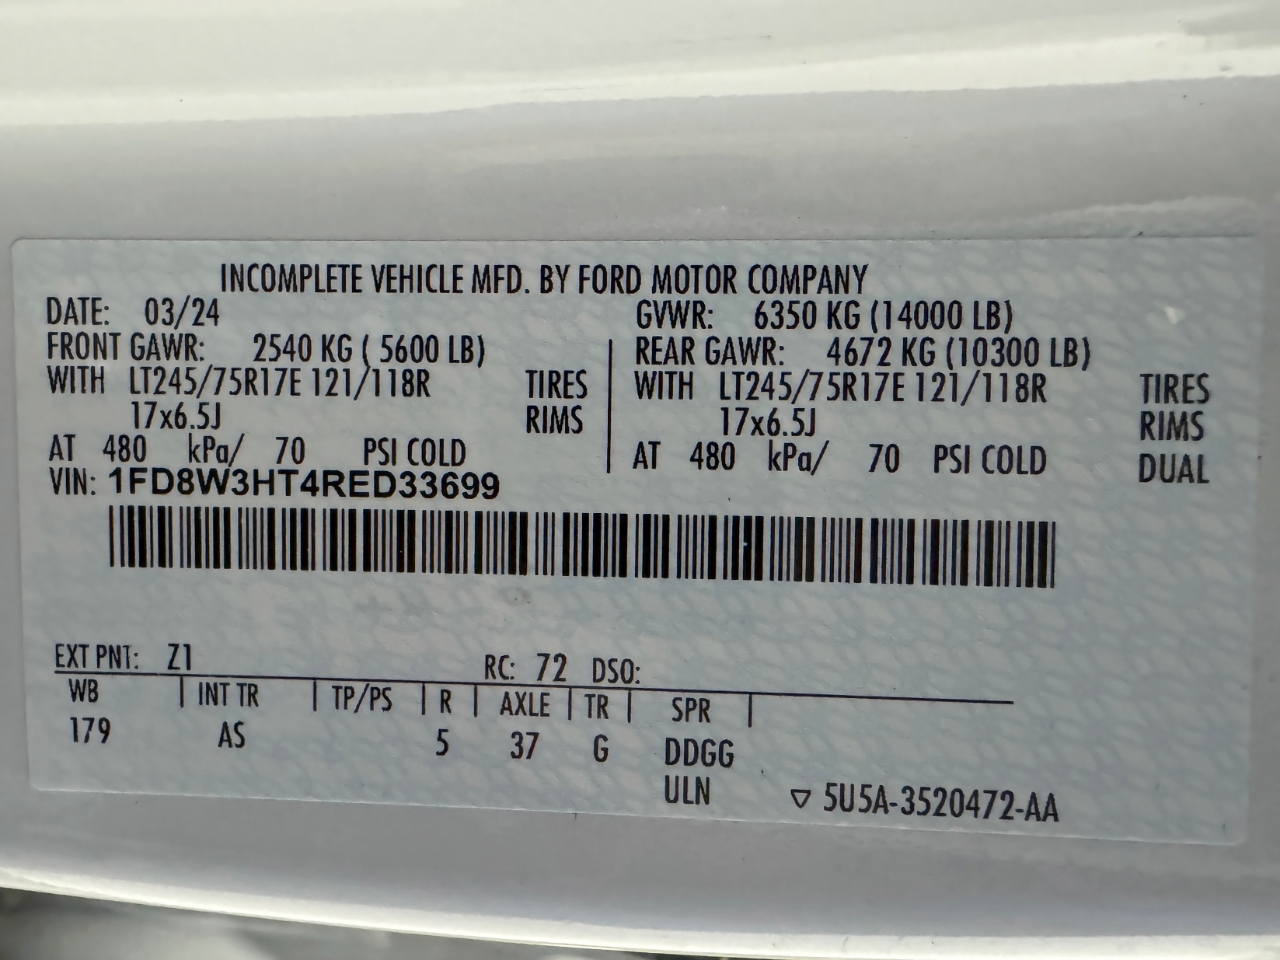 INCOMPLETE VEHICLE MFD. BY FORD MOTOR COMPANY
DATE: 03/24 GVWR: 6350 KG (14000 LB)
FRONT GAWR: 2540 KG ( 5600 LB) REAR GAWR: 4672 KG (10300 LB)
WITH LT245/75R17E 121/118R TIRES WITH LT245/75R17E 121/118R TIRES
17x6.5J RIMS 17x6.5J RIMS
AT 480 kPa/ 70 PSI COLD AT 480 kPa/ 70 PSI COLD DUAL
VIN: 1FD8W3HT4RED33699
EXT PNT: Z1 RC: 72 DSO:
WB | INT TR | TP/PS | R | AXLE | TR | SPR |
179 AS 5 37 G DDGG
ULN ▽ 5U5A-3520472-AA